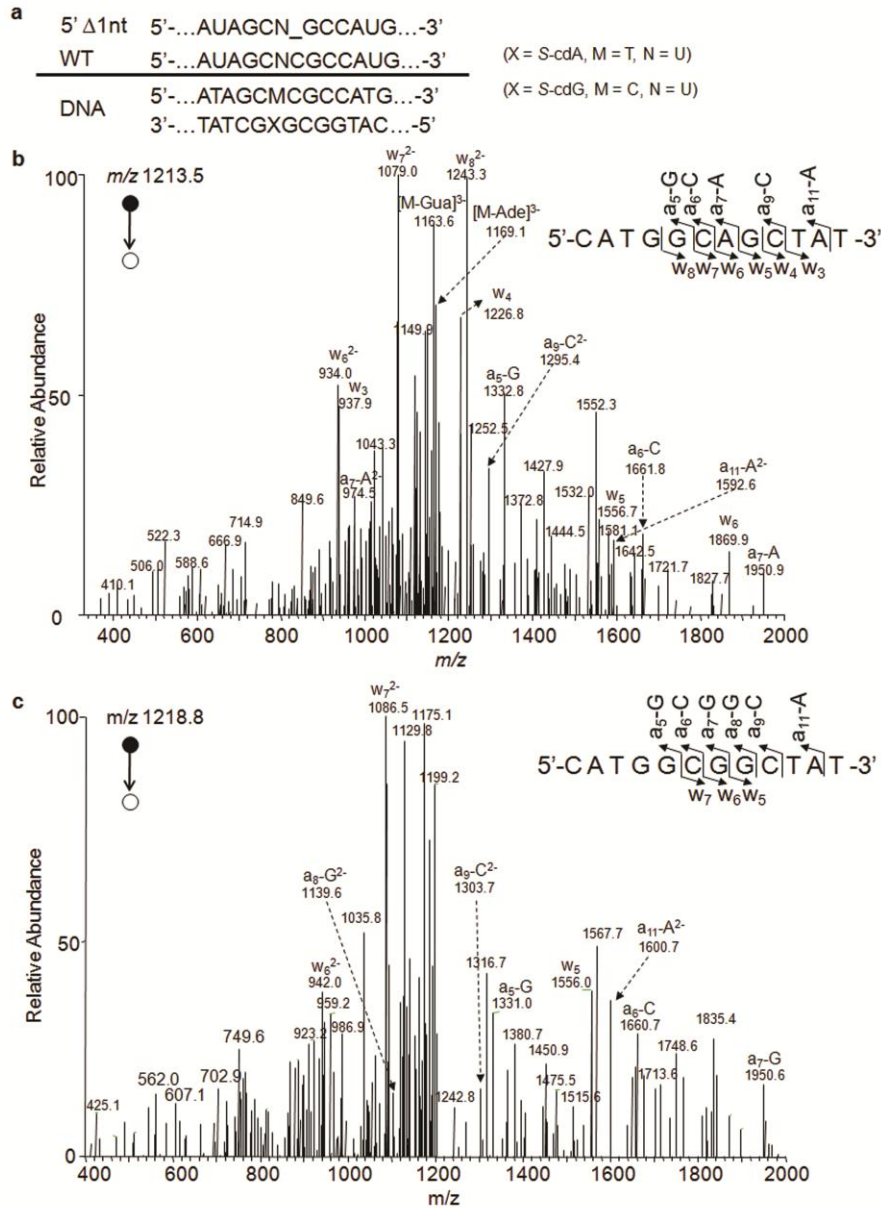 a
5' Δ1nt 5'-...AUAGCN_GCCAUG...-3'
WT 5'-...AUAGCNCGCCAUG...-3'
(X = S-cdA, M = T, N = U)
(X = S-cdG, M = C, N = U)
DNA
5'-...ATAGCMCGCCATG...-3'
3'-...TATCGXGCGGTAC...-5'
b
m/z 1213.5
Relative Abundance
100
50
0
w₇²⁻
1079.0
w₈²⁻
1243.3
[M-Gua]³⁻
1163.6
[M-Ade]³⁻
1169.1
w₄
1226.8
1149.9
a₉-C²⁻
1295.4
w₆²⁻
934.0
w₃
937.9
a₅-G
1332.8
1252.5
1043.3
a₇-A²⁻
974.5
849.6
1552.3
1427.9
1372.8
1532.0
1444.5
w₅
1556.7
1581.1
1642.5
a₆-C
1661.8
a₁₁-A²⁻
1592.6
w₆
1869.9
1721.7
1827.7
a₇-A
1950.9
714.9
666.9
588.6
522.3
506.0
410.1
a₅-G a₆-C a₇-A a₉-C a₁₁-A
5'-C A T G G C A G C T A T -3'
w₈ w₇ w₆ w₅ w₄ w₃
400 600 800 1000 1200 1400 1600 1800 2000
m/z
c
m/z 1218.8
Relative Abundance
100
50
0
w₇²⁻
1086.5
1129.8
1175.1
1199.2
a₈-G²⁻
1139.6
a₉-C²⁻
1303.7
1035.8
w₆²⁻
942.0
959.2
923.2
986.9
749.6
702.9
607.1
562.0
425.1
1316.7
a₅-G
1331.0
1380.7
1450.9
1475.5
1242.8
1515.6
w₅
1556.0
1567.7
a₁₁-A²⁻
1600.7
a₆-C
1660.7
1713.6
1748.6
1835.4
a₇-G
1950.6
a₅-G a₆-C a₇-G a₈-G a₉-C a₁₁-A
5'-C A T G G C G G C T A T -3'
w₇ w₆ w₅
400 600 800 1000 1200 1400 1600 1800 2000
m/z